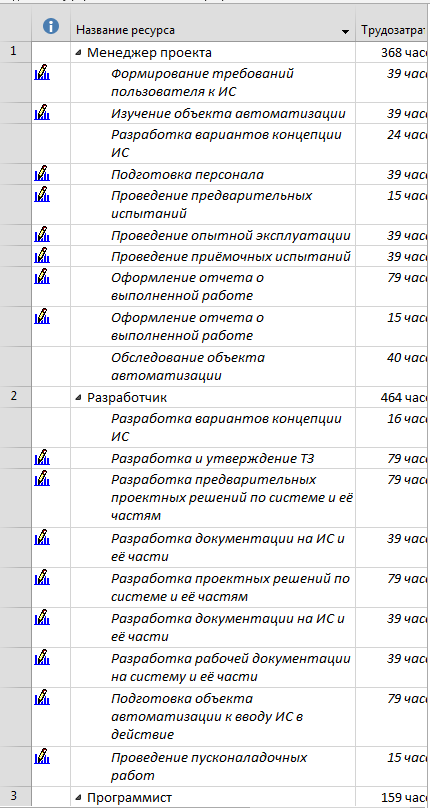 Название ресурса Трудозатрат
1 Менеджер проекта 368 часо
Формирование требований 39 часо
пользователя к ИС
Изучение объекта автоматизации 39 часо
Разработка вариантов концепции 24 часо
ИС
Подготовка персонала 39 часо
Проведение предварительных 15 часо
испытаний
Проведение опытной эксплуатации 39 часо
Проведение приёмочных испытаний 39 часо
Оформление отчета о 79 часо
выполненной работе
Оформление отчета о 15 часо
выполненной работе
Обследование объекта 40 часо
автоматизации
2 Разработчик 464 часо
Разработка вариантов концепции 16 часо
ИС
Разработка и утверждение ТЗ 79 часо
Разработка предварительных 79 часо
проектных решений по системе и её
частям
Разработка документации на ИС и 39 часо
её части
Разработка проектных решений по 79 часо
системе и её частям
Разработка документации на ИС и 39 часо
её части
Разработка рабочей документации 39 часо
на систему и её части
Подготовка объекта 79 часо
автоматизации к вводу ИС в
действие
Проведение пусконаладочных 15 часо
работ
3 Программист 159 часо